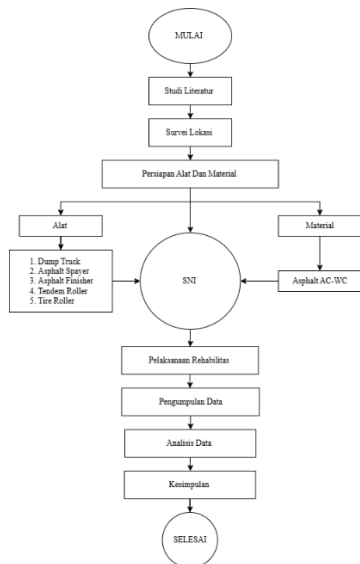 MULAI
Studi Literatur
Survei Lokasi
Persiapan Alat Dan Material
Alat
Material
1. Dump Truck
2. Asphalt Spayer
3. Asphalt Finisher
4. Tendem Roller
5. Tire Roller
SNI
Asphalt AC-WC
Pelaksanaan Rehabilitas
Pengumpulan Data
Analisis Data
Kesimpulan
SELESAI